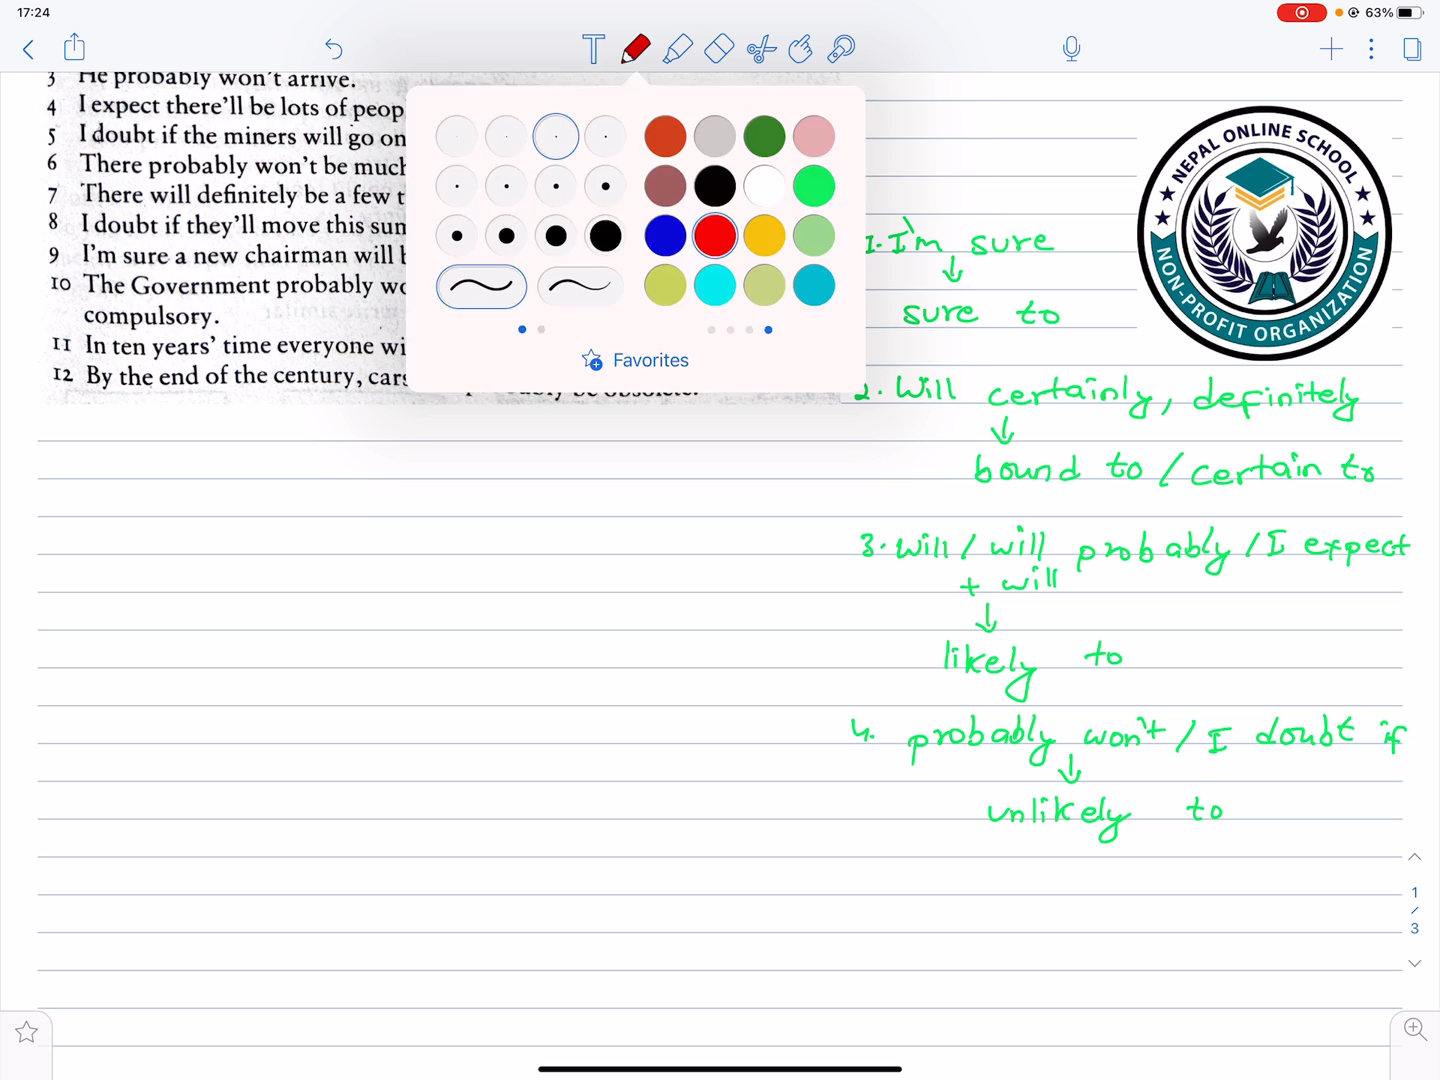 17:24
63%
3 He probably won't arrive.
4 I expect there'll be lots of peop
5 I doubt if the miners will go on
6 There probably won't be much
7 There will definitely be a few t
8 I doubt if they'll move this sum
9 I'm sure a new chairman will b
10 The Government probably wo
compulsory.
11 In ten years' time everyone wi
12 By the end of the century, cars
be obsolete.
Favorites
NEPAL ONLINE SCHOOL
NON-PROFIT ORGANIZATION
1. I'm sure
↓
sure to
2. Will certainly, definitely
↓
bound to / certain to
3. Will / will probably / I expect
+ will
↓
likely to
4. probably won't / I doubt if
↓
unlikely to
1
/
3